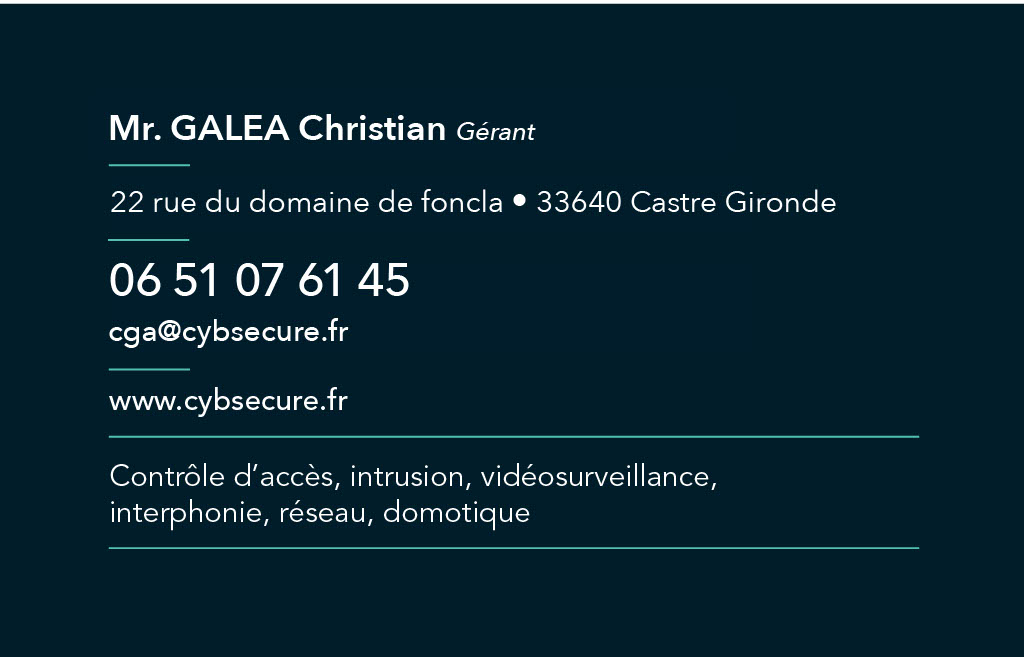 Mr. GALEA Christian Gérant
22 rue du domaine de foncla • 33640 Castre Gironde
06 51 07 61 45
cga@cybsecure.fr
www.cybsecure.fr
Contrôle d’accès, intrusion, vidéosurveillance,
interphonie, réseau, domotique